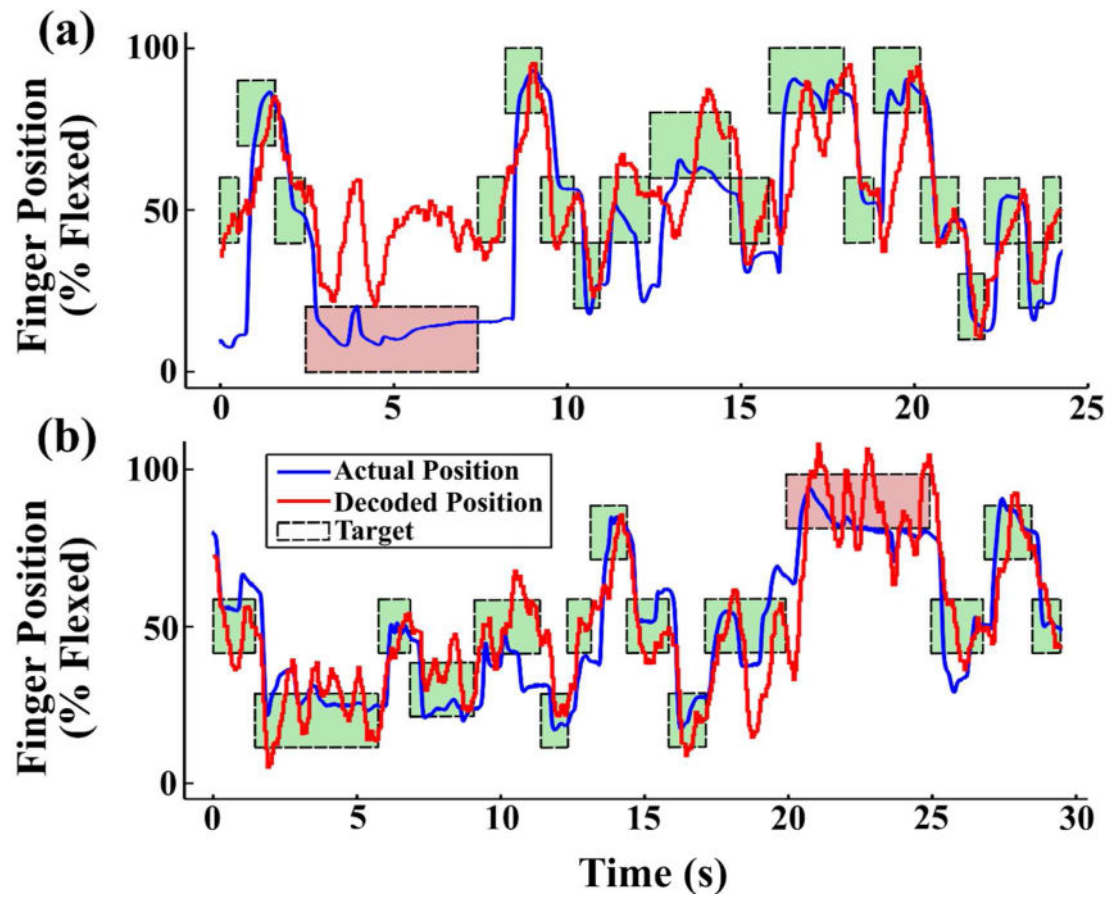 (a)
100
50
0
Finger Position
(% Flexed)
0 5 10 15 20 25
(b)
100
50
0
Finger Position
(% Flexed)
Actual Position
Decoded Position
Target
0 5 10 15 20 25 30
Time (s)